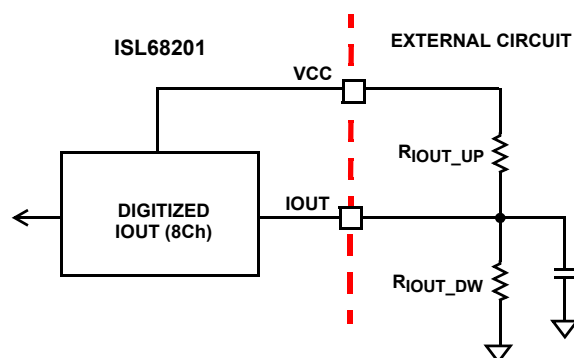 ISL68201
EXTERNAL CIRCUIT
VCC
RIOUT_UP
DIGITIZED
IOUT (8Ch)
IOUT
RIOUT_DW